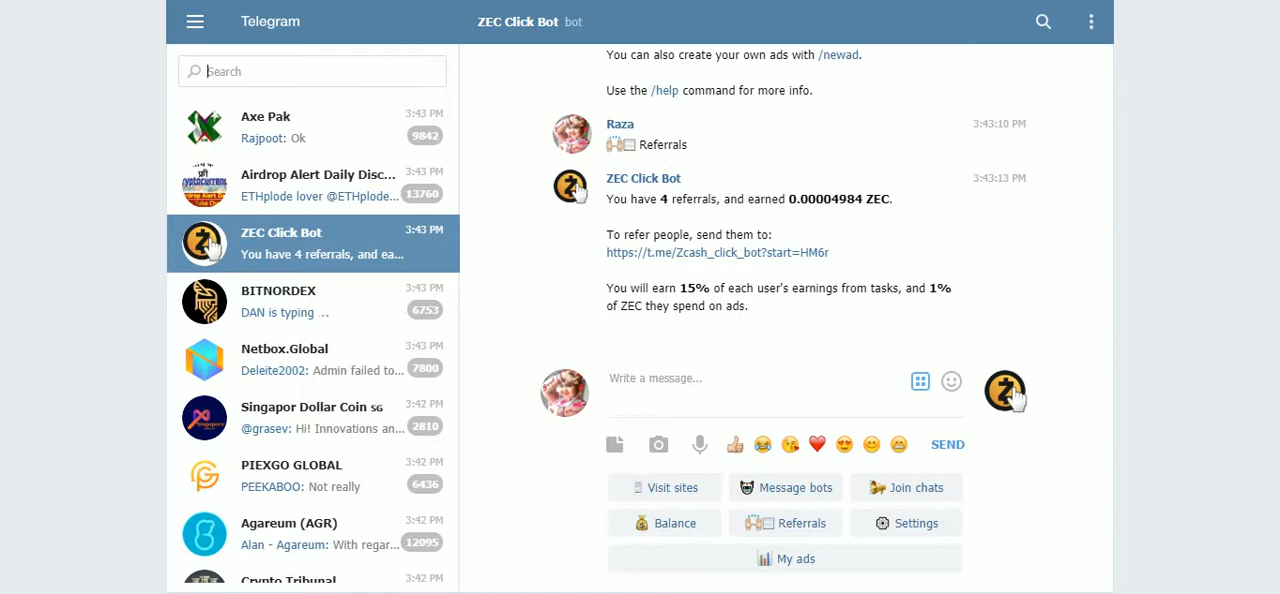 Telegram
ZEC Click Bot bot
Search
Axe Pak 3:43 PM
Rajpoot: Ok 9842
Airdrop Alert Daily Disc... 3:43 PM
ETHplode lover @ETHplode... 13760
ZEC Click Bot 3:43 PM
You have 4 referrals, and ea...
BITNORDEX 3:43 PM
DAN is typing ... 6753
Netbox.Global 3:43 PM
Deleite2002: Admin failed to... 7800
Singapor Dollar Coin SG 3:42 PM
@grasev: Hi! Innovations an... 2810
PIEXGO GLOBAL 3:42 PM
PEEKABOO: Not really 6436
Agareum (AGR) 3:42 PM
Alan - Agareum: With regar... 12095
Crypto Tribunal 3:42 PM
You can also create your own ads with /newad.
Use the /help command for more info.
Raza 3:43:10 PM
Referrals
ZEC Click Bot 3:43:13 PM
You have 4 referrals, and earned 0.00004984 ZEC.
To refer people, send them to:
https://t.me/Zcash_click_bot?start=HM6r
You will earn 15% of each user's earnings from tasks, and 1%
of ZEC they spend on ads.
Write a message...
SEND
Visit sites Message bots Join chats
Balance Referrals Settings
My ads